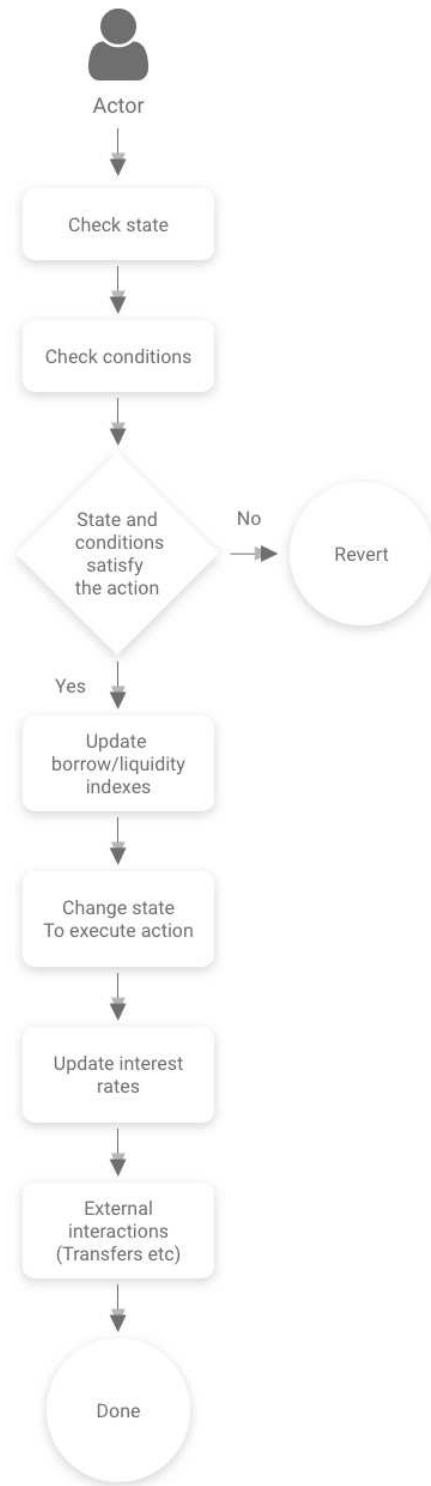 Actor
Check state
Check conditions
State and
conditions
satisfy
the action
No
Revert
Yes
Update
borrow/liquidity
indexes
Change state
To execute action
Update interest
rates
External
interactions
(Transfers etc)
Done